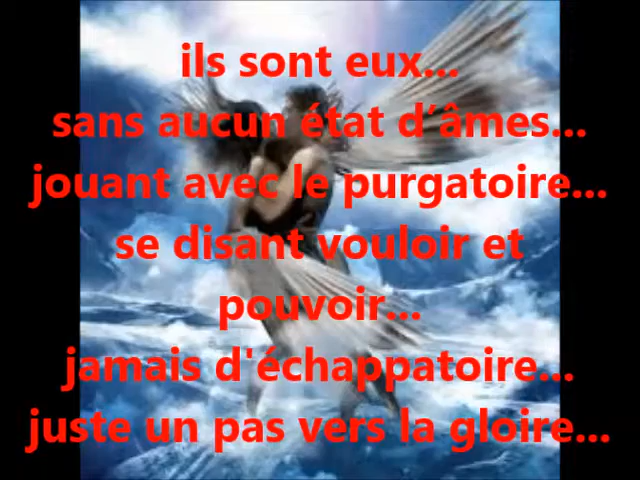 ils sont eux...
sans aucun état d´âmes...
jouant avec le purgatoire...
se disant vouloir et
pouvoir...
jamais d'échappatoire...
juste un pas vers la gloire...